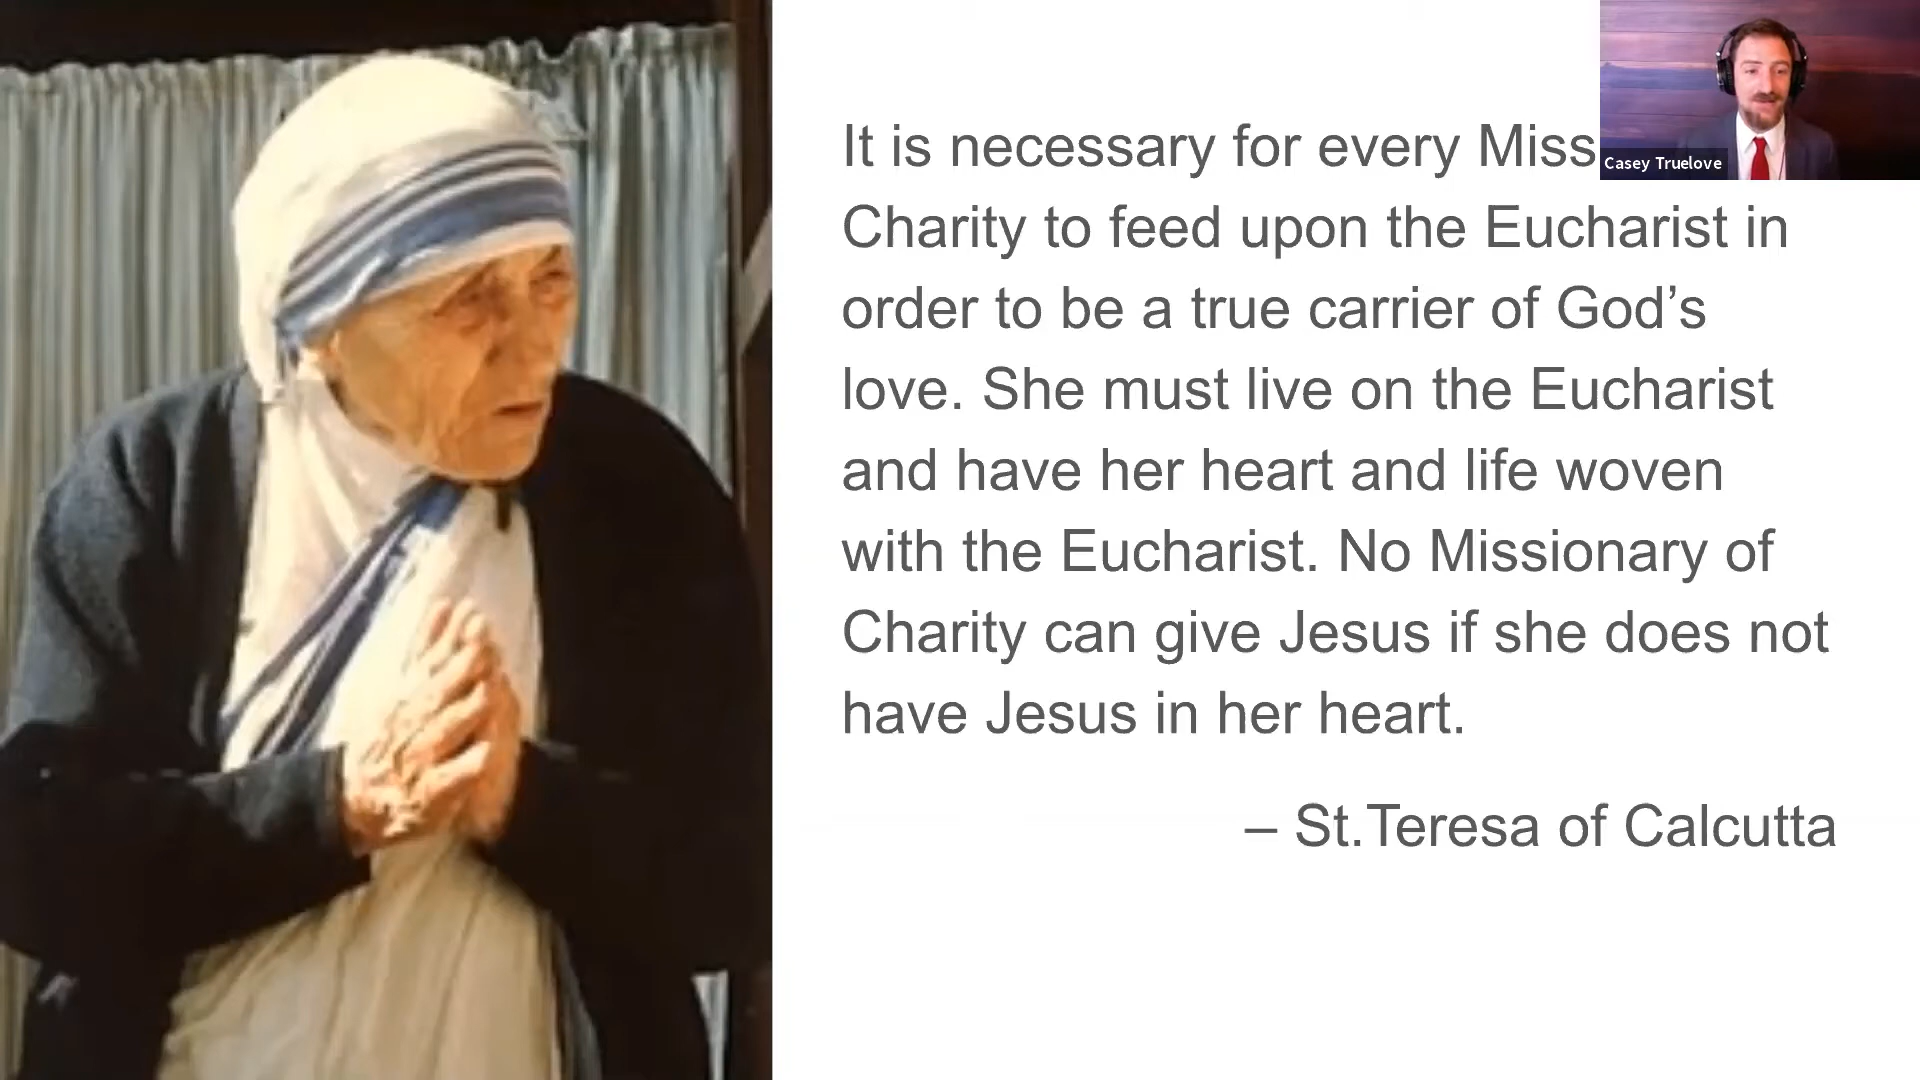 It is necessary for every Miss
Charity to feed upon the Eucharist in
order to be a true carrier of God’s
love. She must live on the Eucharist
and have her heart and life woven
with the Eucharist. No Missionary of
Charity can give Jesus if she does not
have Jesus in her heart.
– St.Teresa of Calcutta
Casey Truelove